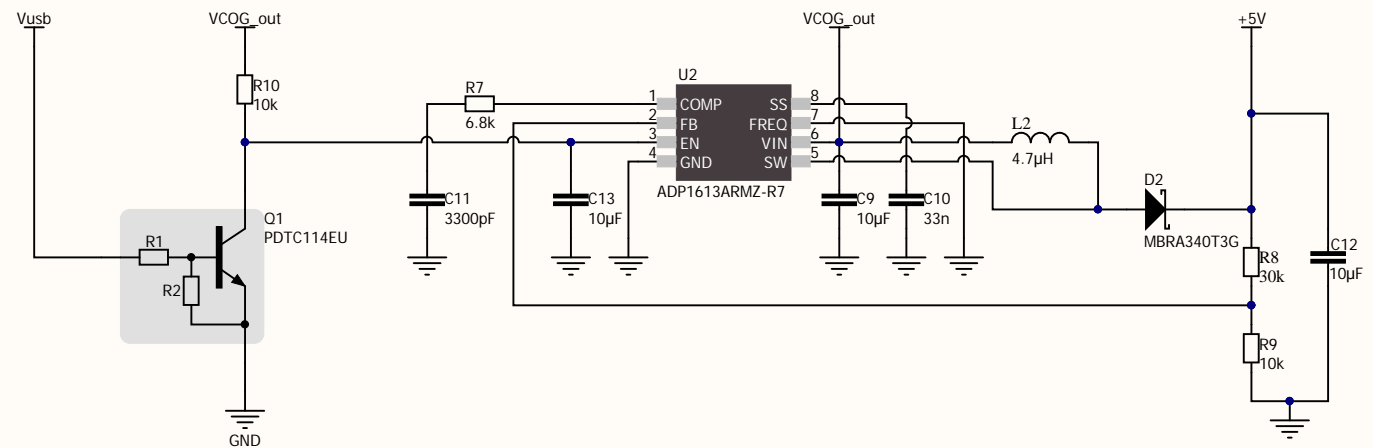 Vusb
VCOG_out
R10
10k
Q1
PDTC114EU
R1
R2
GND
R7
6.8k
C11
3300pF
C13
10µF
U2
1 COMP
2 FB
3 EN
4 GND
SS 8
FREQ 7
VIN 6
SW 5
ADP1613ARMZ-R7
VCOG_out
C9
10µF
C10
33n
L2
4.7µH
D2
MBRA340T3G
+5V
R8
30k
R9
10k
C12
10µF